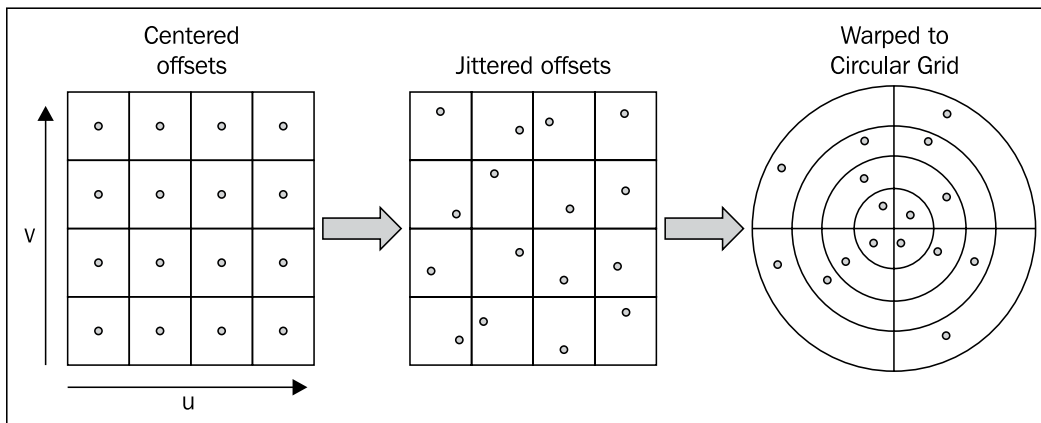 Centered
offsets
Jittered offsets
Warped to
Circular Grid
v
u